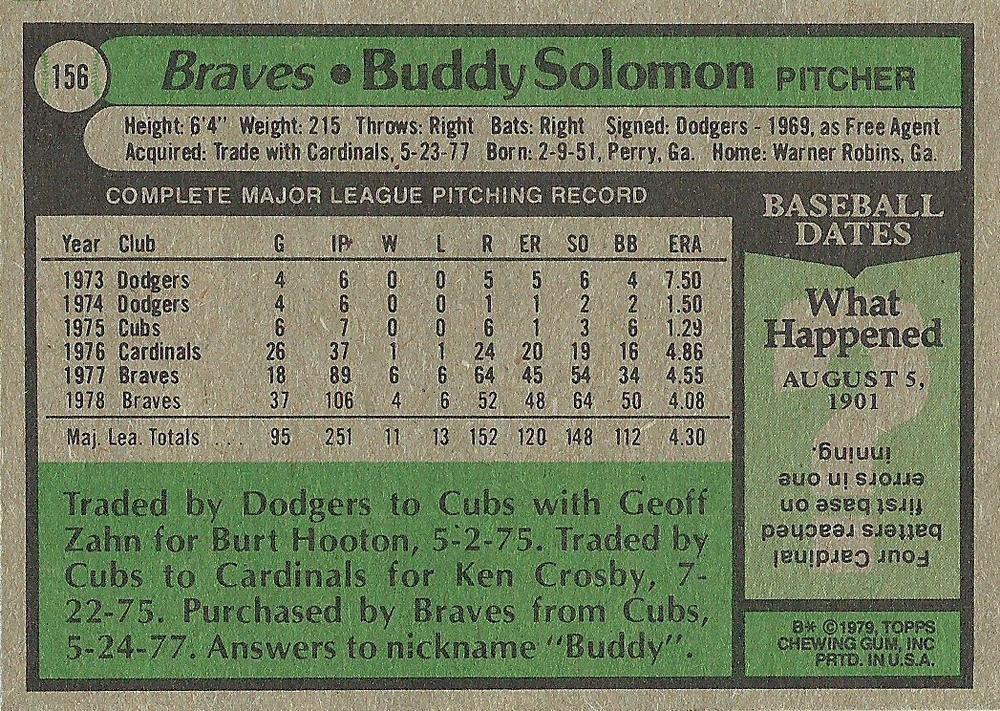 156
Braves • Buddy Solomon PITCHER
Height: 6'4" Weight: 215 Throws: Right Bats: Right Signed: Dodgers - 1969, as Free Agent
Acquired: Trade with Cardinals, 5-23-77 Born: 2-9-51, Perry, Ga. Home: Warner Robins, Ga.
COMPLETE MAJOR LEAGUE PITCHING RECORD
Year Club G IP W L R ER SO BB ERA
1973 Dodgers 4 6 0 0 5 5 6 4 7.50
1974 Dodgers 4 6 0 0 1 1 2 2 1.50
1975 Cubs 6 7 0 0 6 1 3 6 1.29
1976 Cardinals 26 37 1 1 24 20 19 16 4.86
1977 Braves 18 89 6 6 64 45 54 34 4.55
1978 Braves 37 106 4 6 52 48 64 50 4.08
Maj. Lea. Totals ... 95 251 11 13 152 120 148 112 4.30
Traded by Dodgers to Cubs with Geoff
Zahn for Burt Hooton, 5-2-75. Traded by
Cubs to Cardinals for Ken Crosby, 7-
22-75. Purchased by Braves from Cubs,
5-24-77. Answers to nickname "Buddy".
BASEBALL
DATES
What
Happened
AUGUST 5,
1901
Four Cardinal
batters reached
first base on
errors in one
inning.
B* ©1979, TOPPS
CHEWING GUM, INC
PRTD. IN U.S.A.